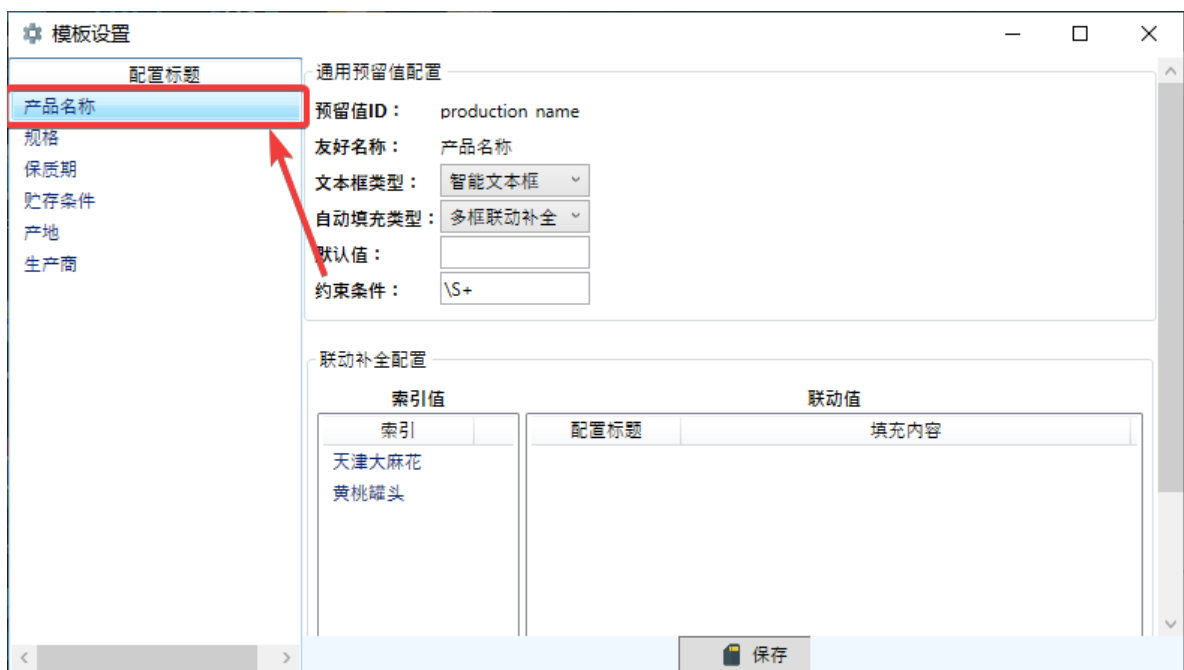 模板设置
配置标题
产品名称
规格
保质期
贮存条件
产地
生产商
通用预留值配置
预留值ID： production name
友好名称： 产品名称
文本框类型： 智能文本框
自动填充类型： 多框联动补全
默认值：
约束条件： \S+
联动补全配置
索引值 联动值
索引 配置标题 填充内容
天津大麻花
黄桃罐头
保存